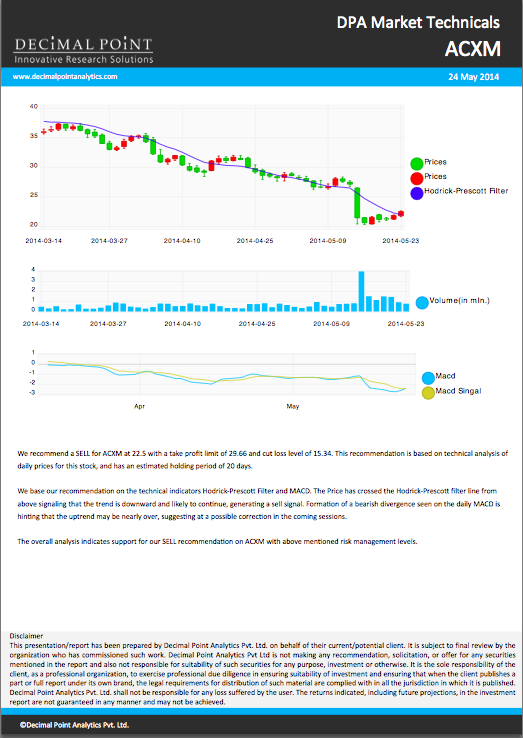 DPA Market Technicals
DECIMAL POINT
Innovative Research Solutions
ACXM
www.decimalpointanalytics.com
24 May 2014
40
35
30
25
20
Prices
Prices
Hodrick-Prescott Filter
2014-03-14 2014-03-27 2014-04-10 2014-04-25 2014-05-09 2014-05-23
4
3
2
1
0
Volume(in mln.)
2014-03-14 2014-03-27 2014-04-10 2014-04-25 2014-05-09 2014-05-23
1
0
-1
-2
-3
Macd
Macd Singal
Apr May
We recommend a SELL for ACXM at 22.5 with a take profit limit of 29.66 and cut loss level of 15.34. This recommendation is based on technical analysis of
daily prices for this stock, and has an estimated holding period of 20 days.
We base our recommendation on the technical indicators Hodrick-Prescott Filter and MACD. The Price has crossed the Hodrick-Prescott filter line from
above signaling that the trend is downward and likely to continue, generating a sell signal. Formation of a bearish divergence seen on the daily MACD is
hinting that the uptrend may be nearly over, suggesting at a possible correction in the coming sessions.
The overall analysis indicates support for our SELL recommendation on ACXM with above mentioned risk management levels.
Disclaimer
This presentation/report has been prepared by Decimal Point Analytics Pvt. Ltd. on behalf of their current/potential client. It is subject to final review by the
organization who has commissioned such work. Decimal Point Analytics Pvt Ltd is not making any recommendation, solicitation, or offer for any securities
mentioned in the report and also not responsible for suitability of such securities for any purpose, investment or otherwise. It is the sole responsibility of the
client, as a professional organization, to exercise professional due diligence in ensuring suitability of investment and ensuring that when the client publishes a
part or full report under its own brand, the legal requirements for distribution of such material are complied with in all the jurisdiction in which it is published.
Decimal Point Analytics Pvt. Ltd. shall not be responsible for any loss suffered by the user. The returns indicated, including future projections, in the investment
report are not guaranteed in any manner and may not be achieved.
©Decimal Point Analytics Pvt. Ltd.